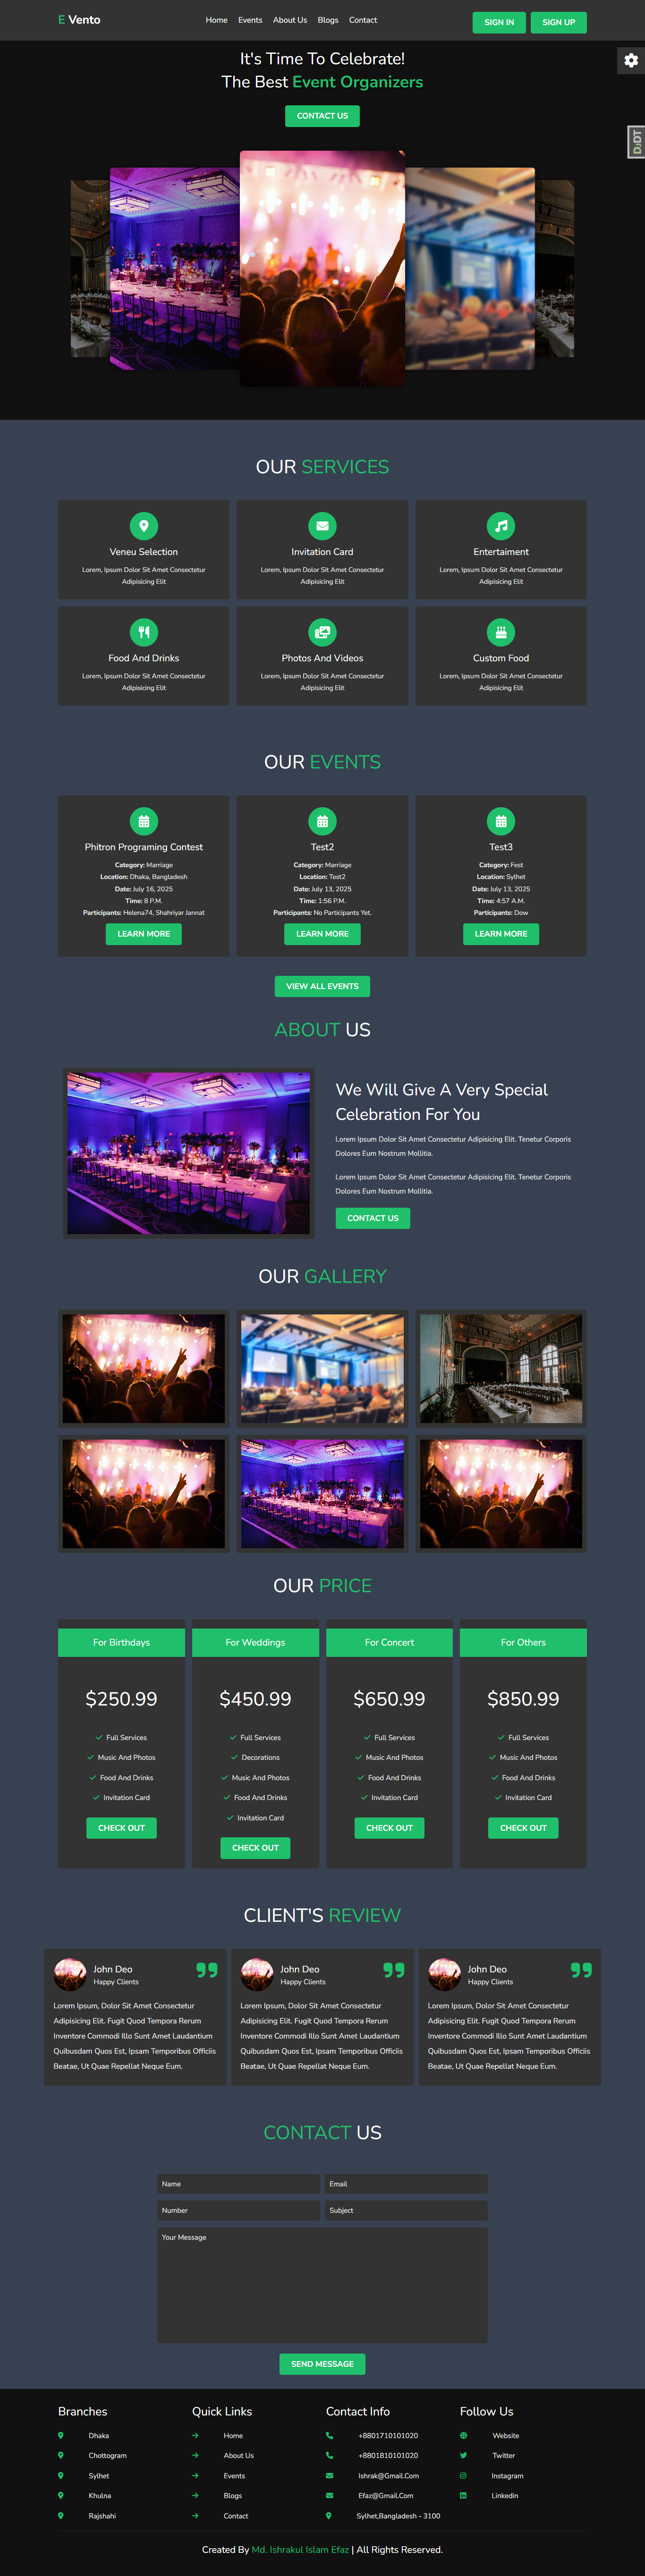 E Vento
Home Events About Us Blogs Contact
SIGN IN SIGN UP
It's Time To Celebrate!
The Best Event Organizers
CONTACT US
DJDT
OUR SERVICES
Veneu Selection
Lorem, Ipsum Dolor Sit Amet Consectetur
Adipisicing Elit
Invitation Card
Lorem, Ipsum Dolor Sit Amet Consectetur
Adipisicing Elit
Entertaiment
Lorem, Ipsum Dolor Sit Amet Consectetur
Adipisicing Elit
Food And Drinks
Lorem, Ipsum Dolor Sit Amet Consectetur
Adipisicing Elit
Photos And Videos
Lorem, Ipsum Dolor Sit Amet Consectetur
Adipisicing Elit
Custom Food
Lorem, Ipsum Dolor Sit Amet Consectetur
Adipisicing Elit
OUR EVENTS
Phitron Programing Contest
Category: Marriage
Location: Dhaka, Bangladesh
Date: July 16, 2025
Time: 8 P.M.
Participants: Helena74, Shahriyar Jannat
LEARN MORE
Test2
Category: Marriage
Location: Test2
Date: July 13, 2025
Time: 1:56 P.M.
Participants: No Participants Yet.
LEARN MORE
Test3
Category: Fest
Location: Sylhet
Date: July 13, 2025
Time: 4:57 A.M.
Participants: Dow
LEARN MORE
VIEW ALL EVENTS
ABOUT US
We Will Give A Very Special
Celebration For You
Lorem Ipsum Dolor Sit Amet Consectetur Adipisicing Elit. Tenetur Corporis
Dolores Eum Nostrum Mollitia.
Lorem Ipsum Dolor Sit Amet Consectetur Adipisicing Elit. Tenetur Corporis
Dolores Eum Nostrum Mollitia.
CONTACT US
OUR GALLERY
OUR PRICE
For Birthdays
$250.99
Full Services
Music And Photos
Food And Drinks
Invitation Card
CHECK OUT
For Weddings
$450.99
Full Services
Decorations
Music And Photos
Food And Drinks
Invitation Card
CHECK OUT
For Concert
$650.99
Full Services
Music And Photos
Food And Drinks
Invitation Card
CHECK OUT
For Others
$850.99
Full Services
Music And Photos
Food And Drinks
Invitation Card
CHECK OUT
CLIENT'S REVIEW
John Deo
Happy Clients
Lorem Ipsum, Dolor Sit Amet Consectetur
Adipisicing Elit. Fugit Quod Tempora Rerum
Inventore Commodi Illo Sunt Amet Laudantium
Quibusdam Quos Est, Ipsam Temporibus Officiis
Beatae, Ut Quae Repellat Neque Eum.
John Deo
Happy Clients
Lorem Ipsum, Dolor Sit Amet Consectetur
Adipisicing Elit. Fugit Quod Tempora Rerum
Inventore Commodi Illo Sunt Amet Laudantium
Quibusdam Quos Est, Ipsam Temporibus Officiis
Beatae, Ut Quae Repellat Neque Eum.
John Deo
Happy Clients
Lorem Ipsum, Dolor Sit Amet Consectetur
Adipisicing Elit. Fugit Quod Tempora Rerum
Inventore Commodi Illo Sunt Amet Laudantium
Quibusdam Quos Est, Ipsam Temporibus Officiis
Beatae, Ut Quae Repellat Neque Eum.
CONTACT US
Name
Email
Number
Subject
Your Message
SEND MESSAGE
Branches
Dhaka
Chottogram
Sylhet
Khulna
Rajshahi
Quick Links
Home
About Us
Events
Blogs
Contact
Contact Info
+8801710101020
+8801810101020
Ishrak@Gmail.Com
Efaz@Gmail.Com
Sylhet,Bangladesh - 3100
Follow Us
Website
Twitter
Instagram
Linkedin
Created By Md. Ishrakul Islam Efaz | All Rights Reserved.